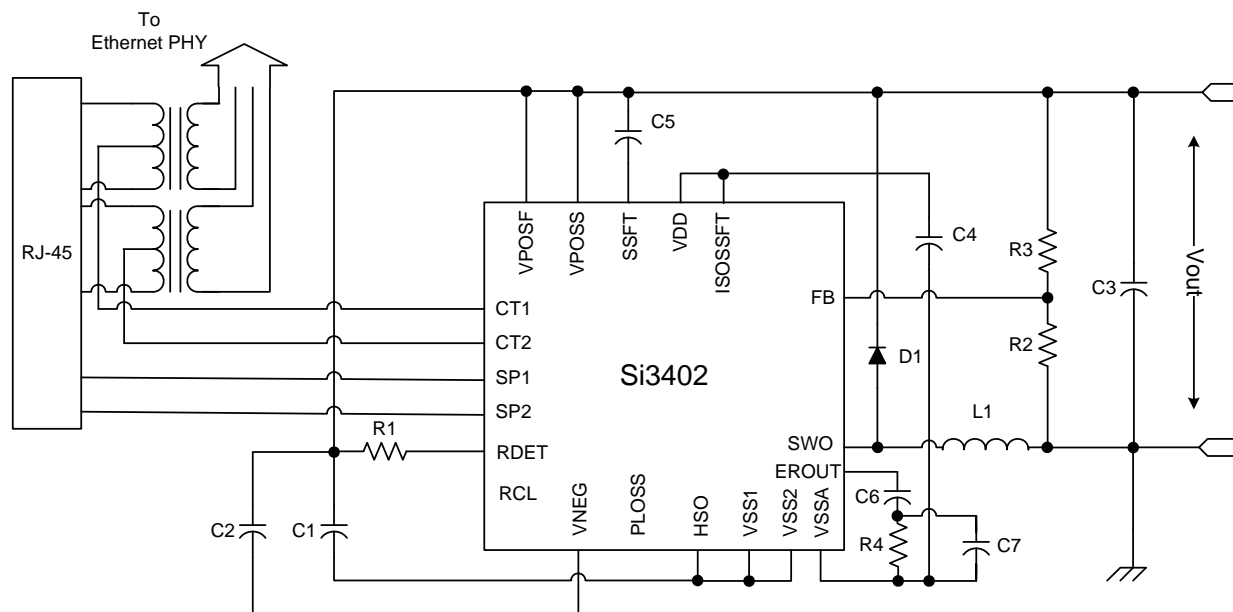 To
Ethernet PHY
RJ-45
C5
VPOSF
VPOSS
SSFT
VDD
ISOSSFT
C4
R3
C3
Vout
FB
R2
CT1
CT2
SP1
SP2
RDET
RCL
Si3402
D1
L1
SWO
EROUT
R1
C2
C1
VNEG
PLOSS
HSO
VSS1
VSS2
VSSA
C6
R4
C7